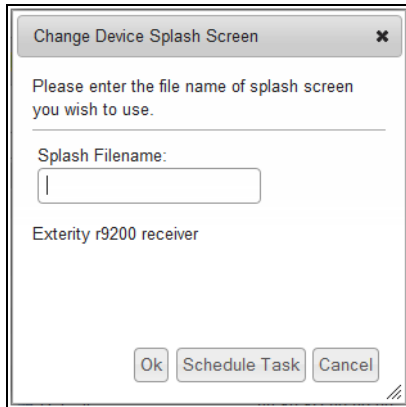 Change Device Splash Screen
Please enter the file name of splash screen
you wish to use.
Splash Filename:
Exterity r9200 receiver
Ok Schedule Task Cancel